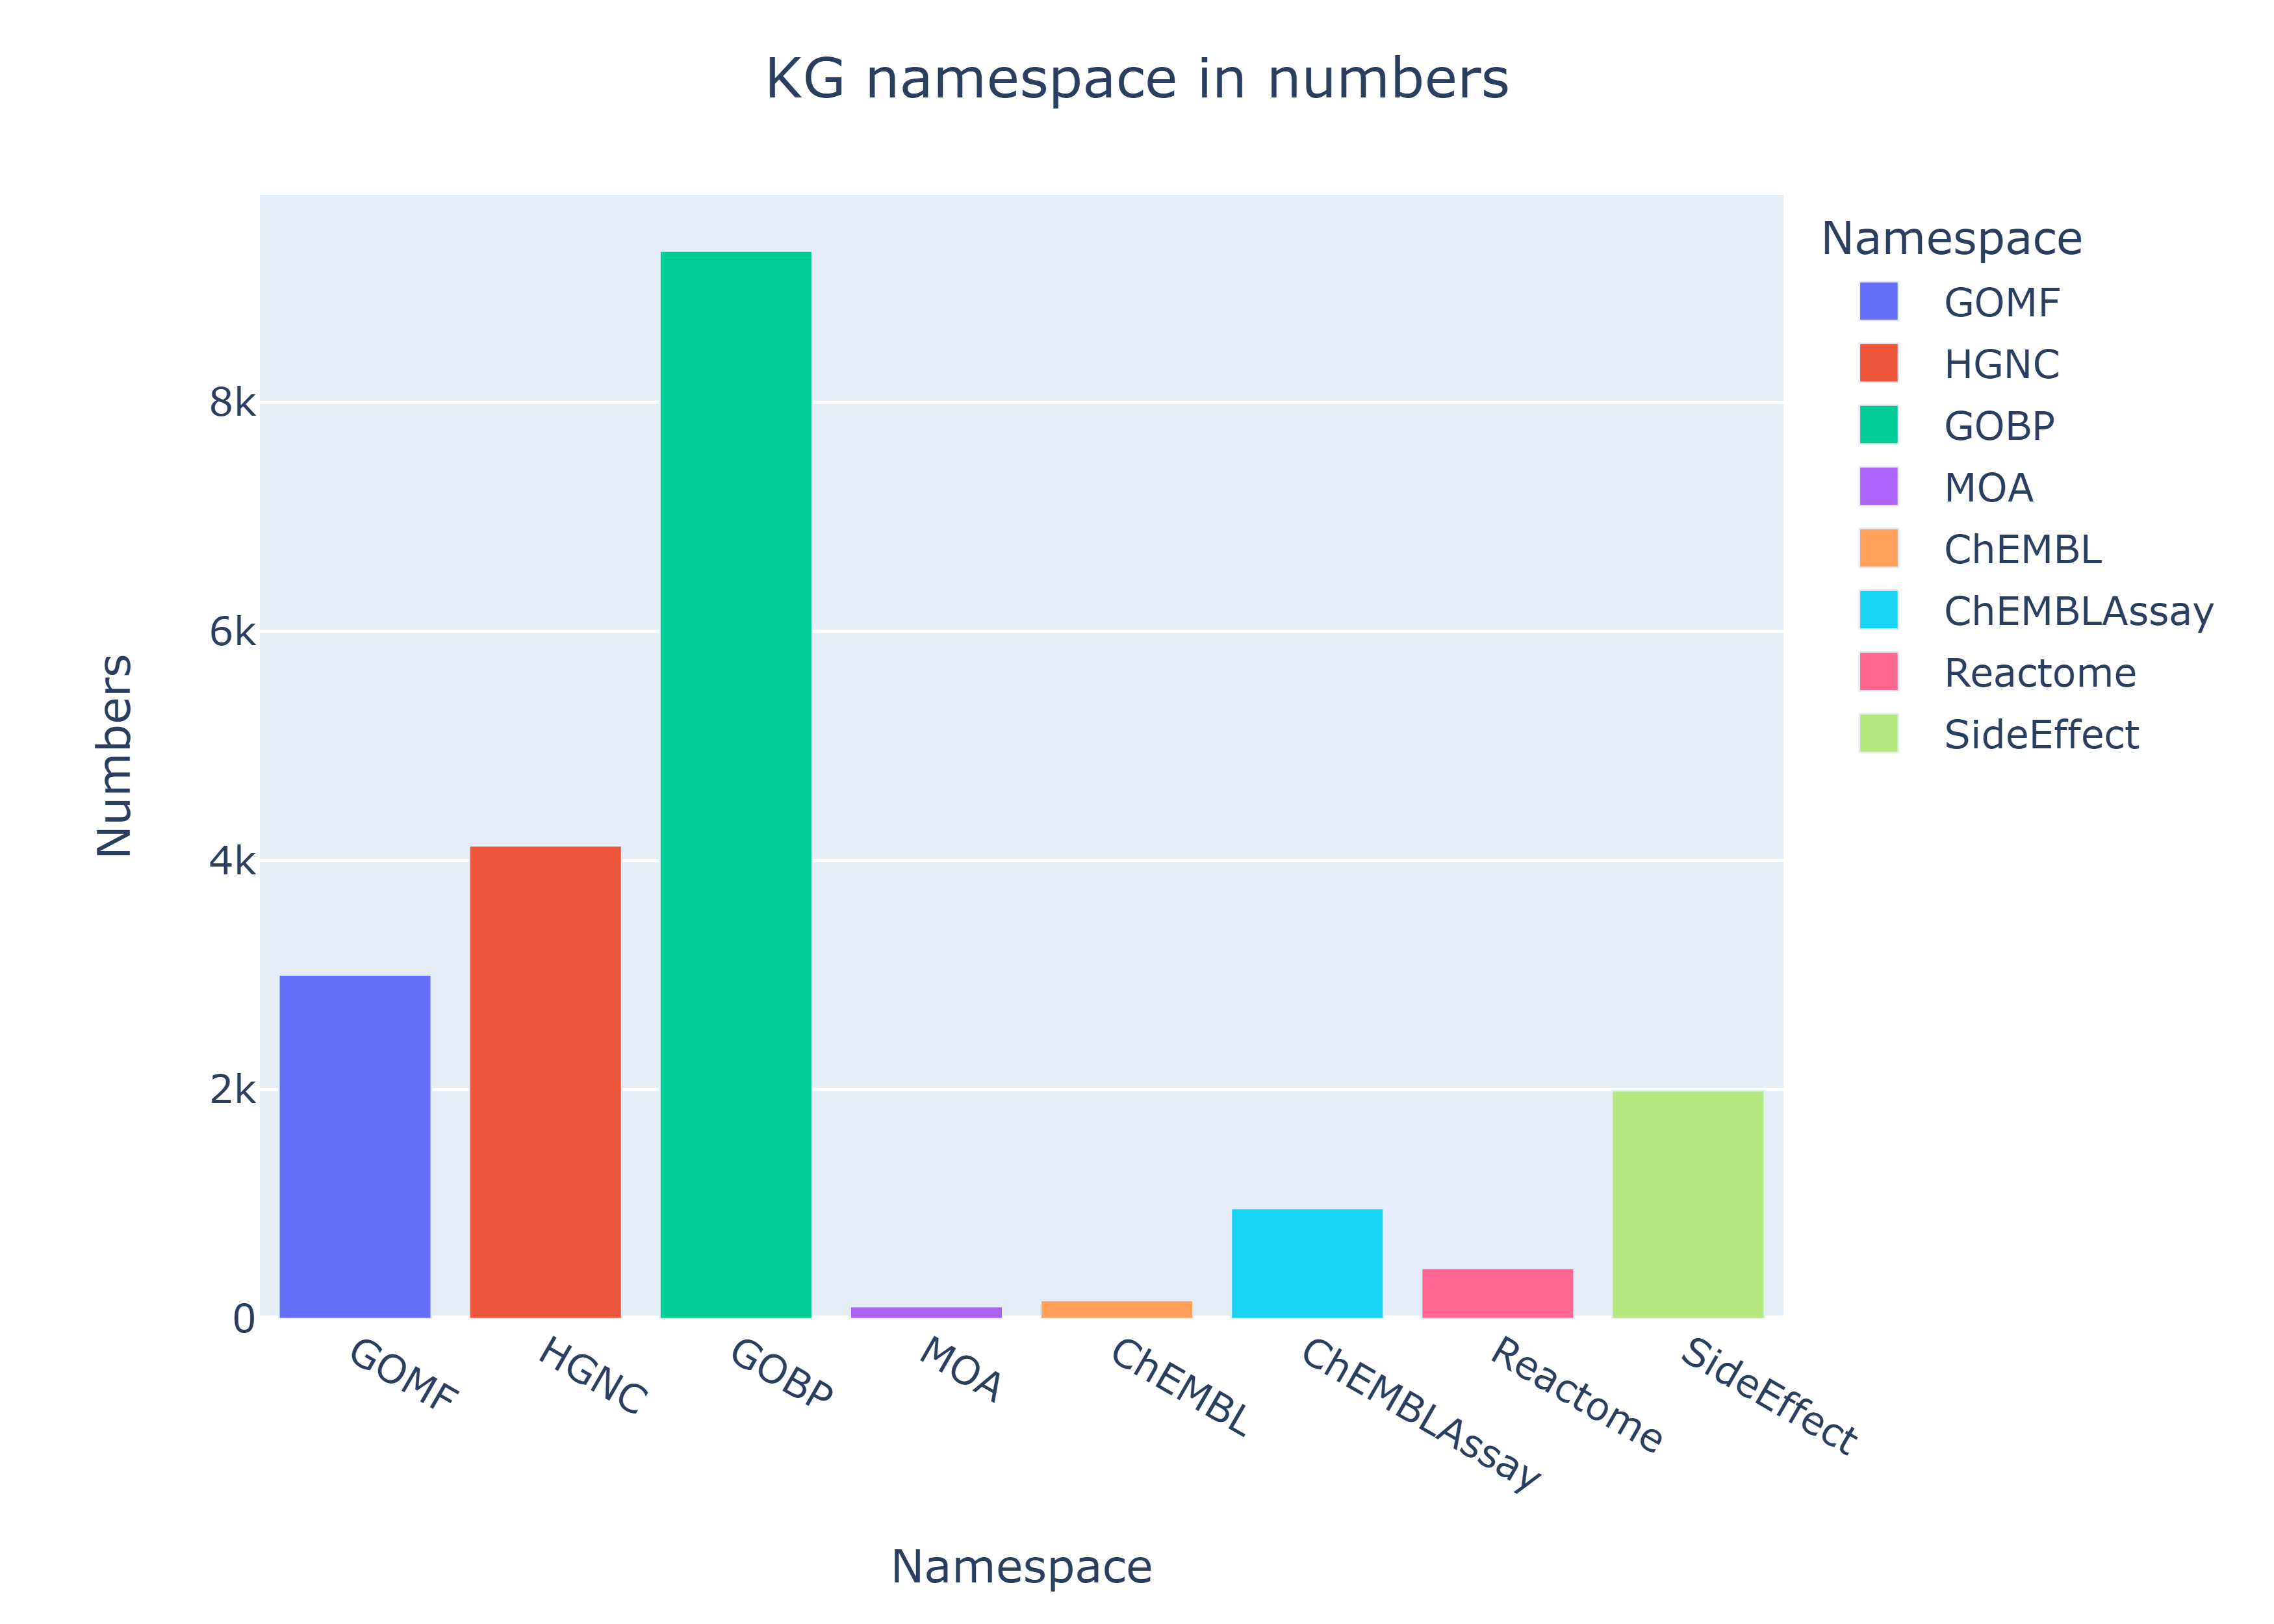 KG namespace in numbers
Numbers
8k
6k
4k
2k
0
GOMF
HGNC
GOBP
MOA
ChEMBL
ChEMBLAssay
Reactome
SideEffect
Namespace
Namespace
GOMF
HGNC
GOBP
MOA
ChEMBL
ChEMBLAssay
Reactome
SideEffect